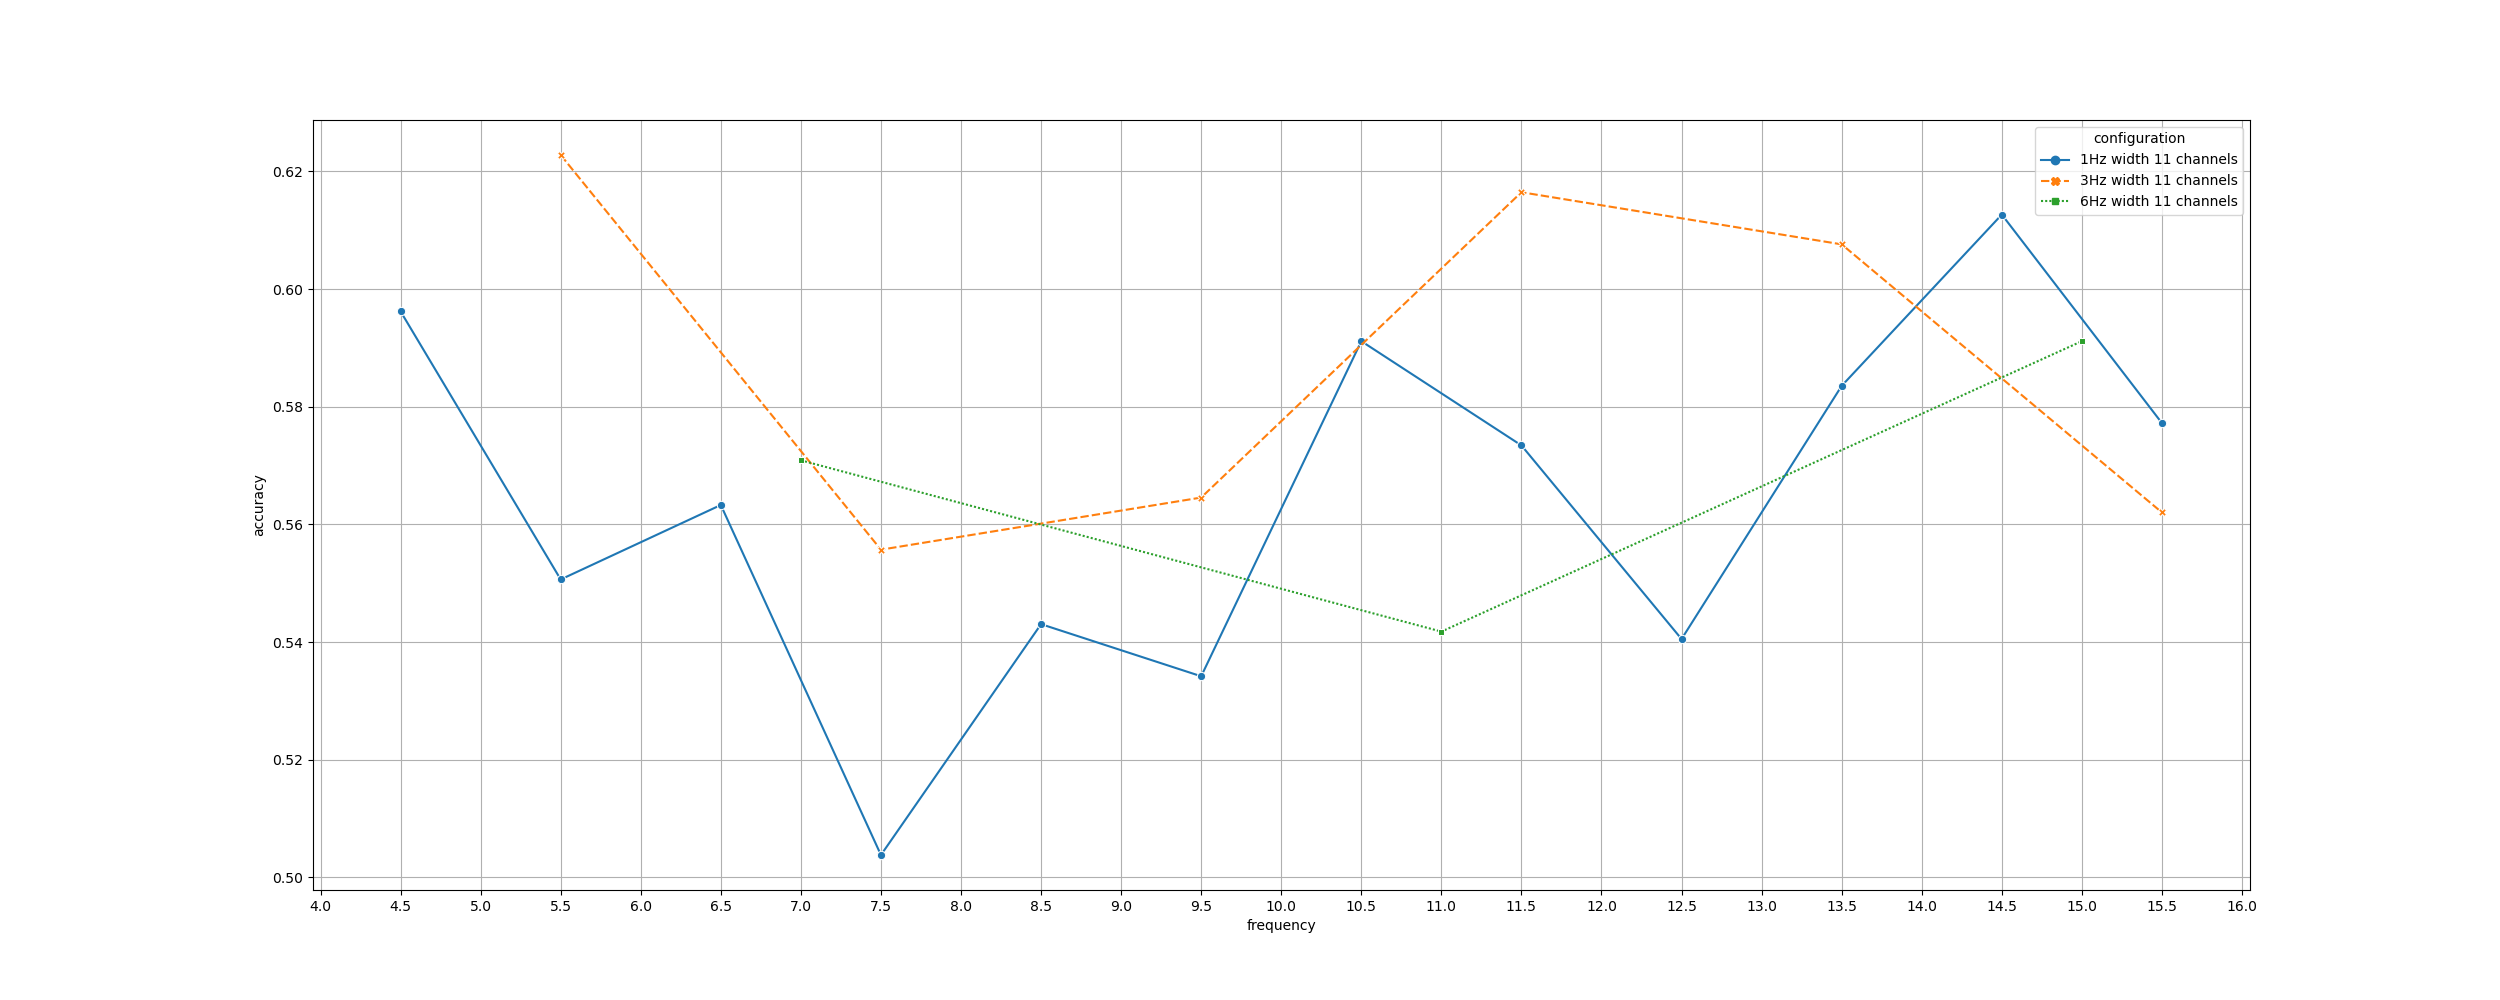 configuration
1Hz width 11 channels
3Hz width 11 channels
6Hz width 11 channels
0.62
0.60
0.58
0.56
0.54
0.52
0.50
accuracy
4.0 4.5 5.0 5.5 6.0 6.5 7.0 7.5 8.0 8.5 9.0 9.5 10.0 10.5 11.0 11.5 12.0 12.5 13.0 13.5 14.0 14.5 15.0 15.5 16.0
frequency